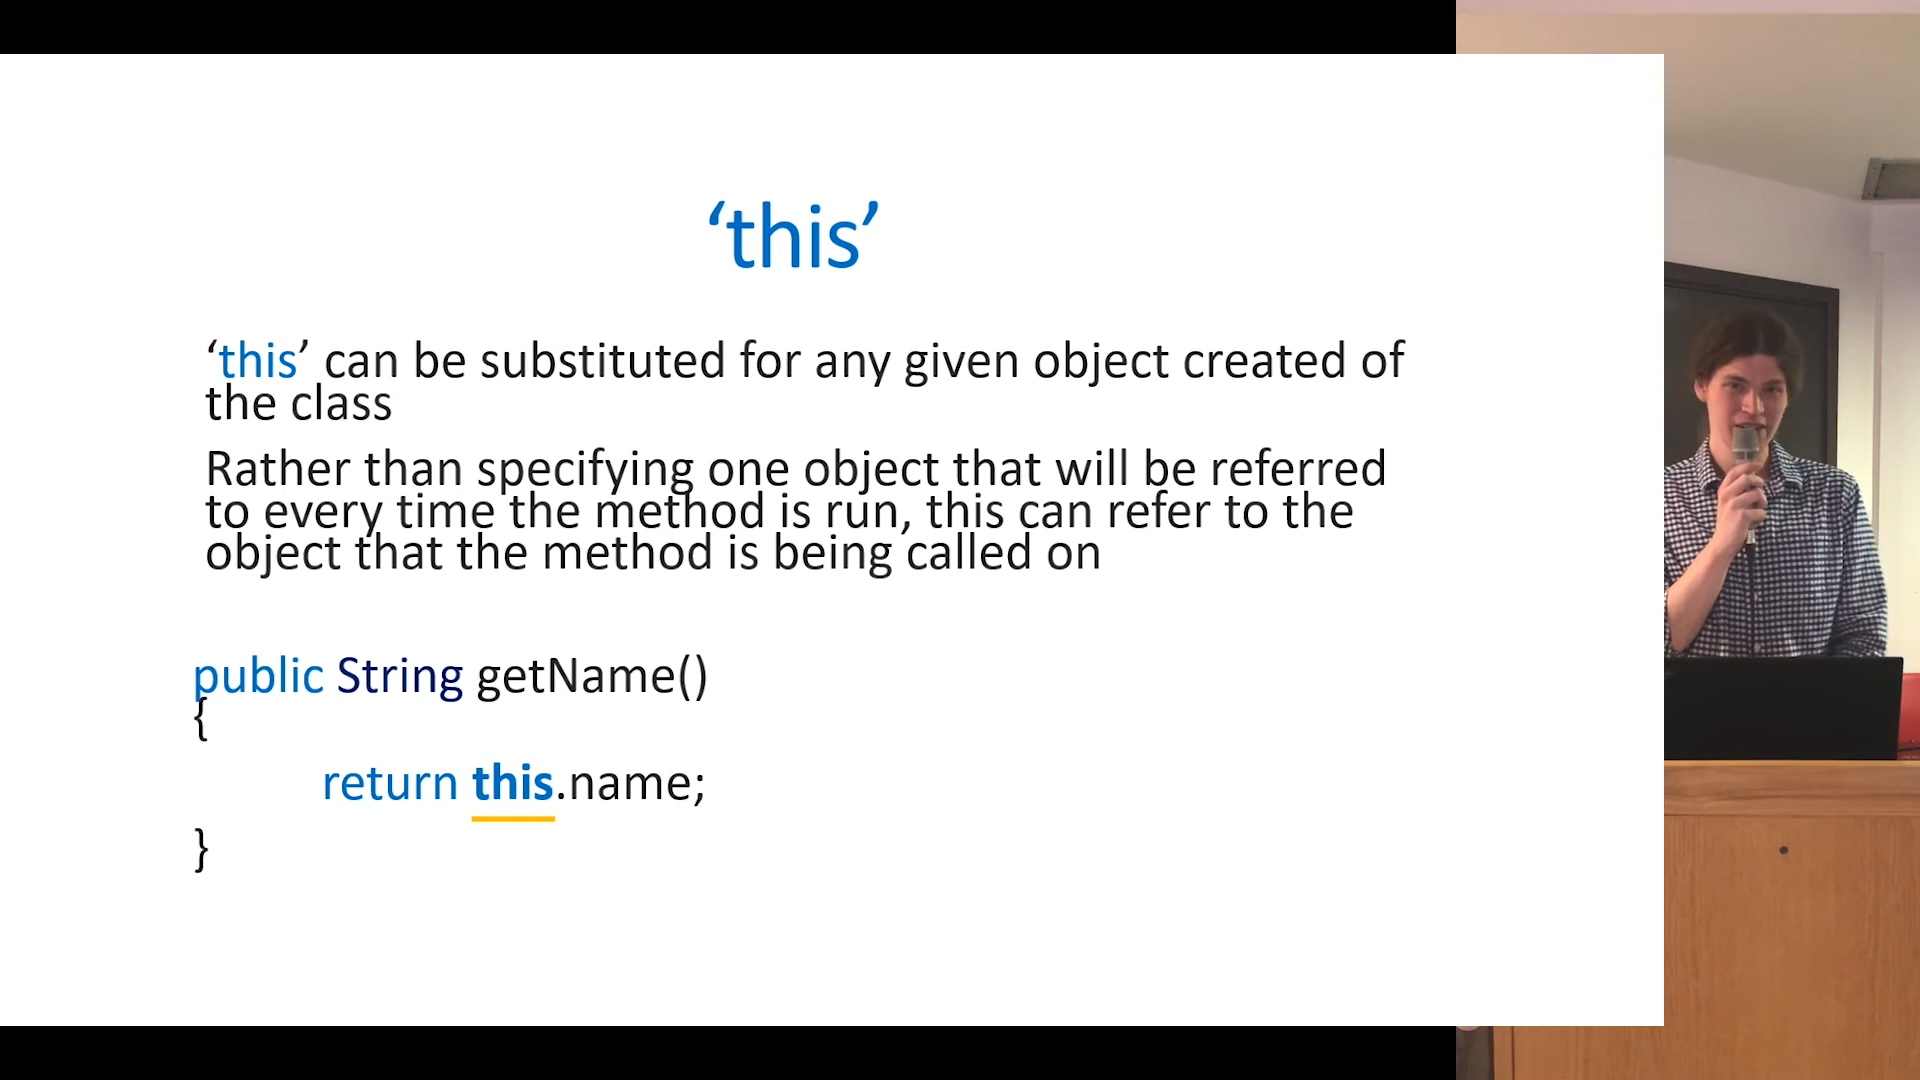 ‘this’
‘this’ can be substituted for any given object created of
the class
Rather than specifying one object that will be referred
to every time the method is run, this can refer to the
object that the method is being called on
public String getName()
{
return this.name;
}